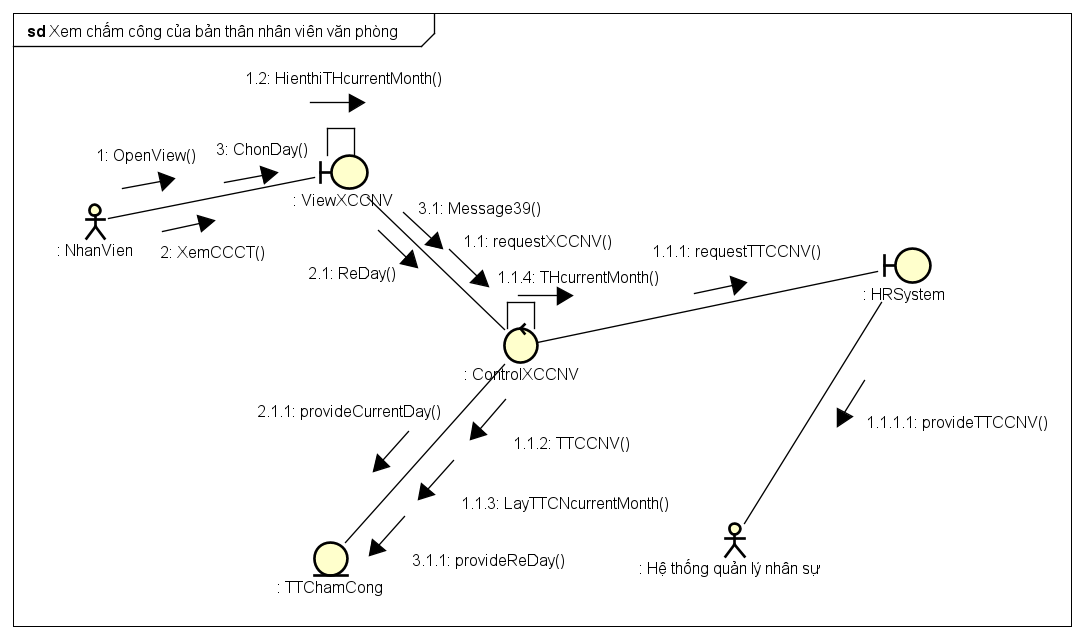 sd Xem chấm công của bản thân nhân viên văn phòng
1.2: HienthiTHcurrentMonth()
1: OpenView()
3: ChonDay()
: ViewXCCNV
3.1: Message39()
: NhanVien
2: XemCCCT()
1.1: requestXCCNV()
1.1.1: requestTTCCNV()
2.1: ReDay()
1.1.4: THcurrentMonth()
: HRSystem
: ControlXCCNV
2.1.1: provideCurrentDay()
1.1.1.1: provideTTCCNV()
1.1.2: TTCCNV()
1.1.3: LayTTCNcurrentMonth()
3.1.1: provideReDay()
: Hệ thống quản lý nhân sự
: TTChamCong